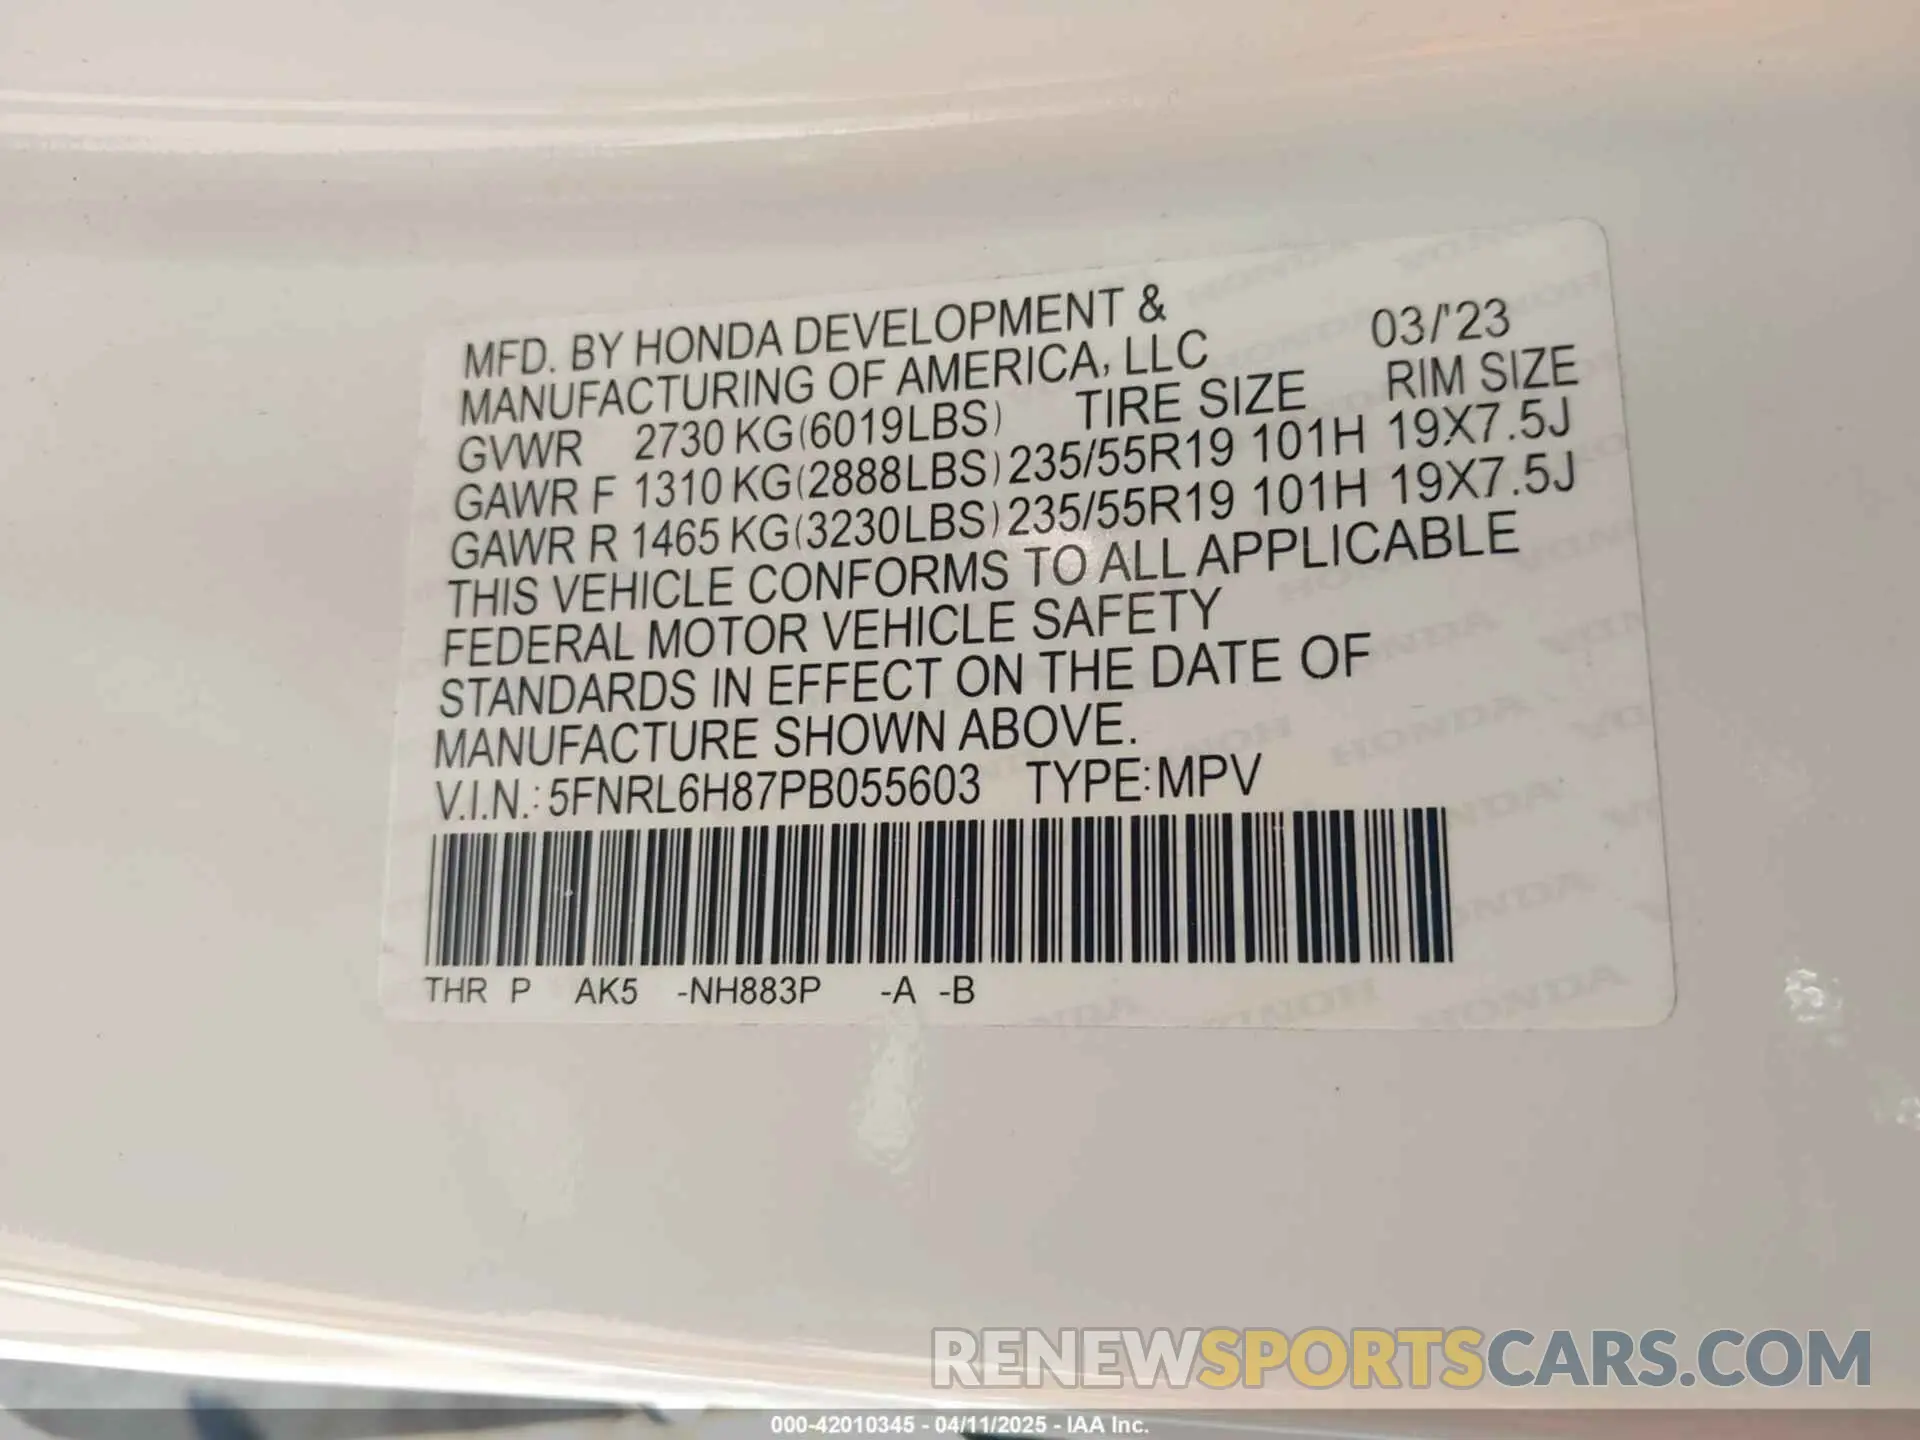 MFD. BY HONDA DEVELOPMENT &
MANUFACTURING OF AMERICA, LLC 03/'23
GVWR 2730 KG(6019LBS) TIRE SIZE RIM SIZE
GAWR F 1310 KG(2888LBS) 235/55R19 101H 19X7.5J
GAWR R 1465 KG(3230LBS) 235/55R19 101H 19X7.5J
THIS VEHICLE CONFORMS TO ALL APPLICABLE
FEDERAL MOTOR VEHICLE SAFETY
STANDARDS IN EFFECT ON THE DATE OF
MANUFACTURE SHOWN ABOVE.
V.I.N.: 5FNRL6H87PB055603 TYPE:MPV
THR P AK5 -NH883P -A -B
RENEWSPORTSCARS.COM
000-42010345 - 04/11/2025 - IAA Inc.